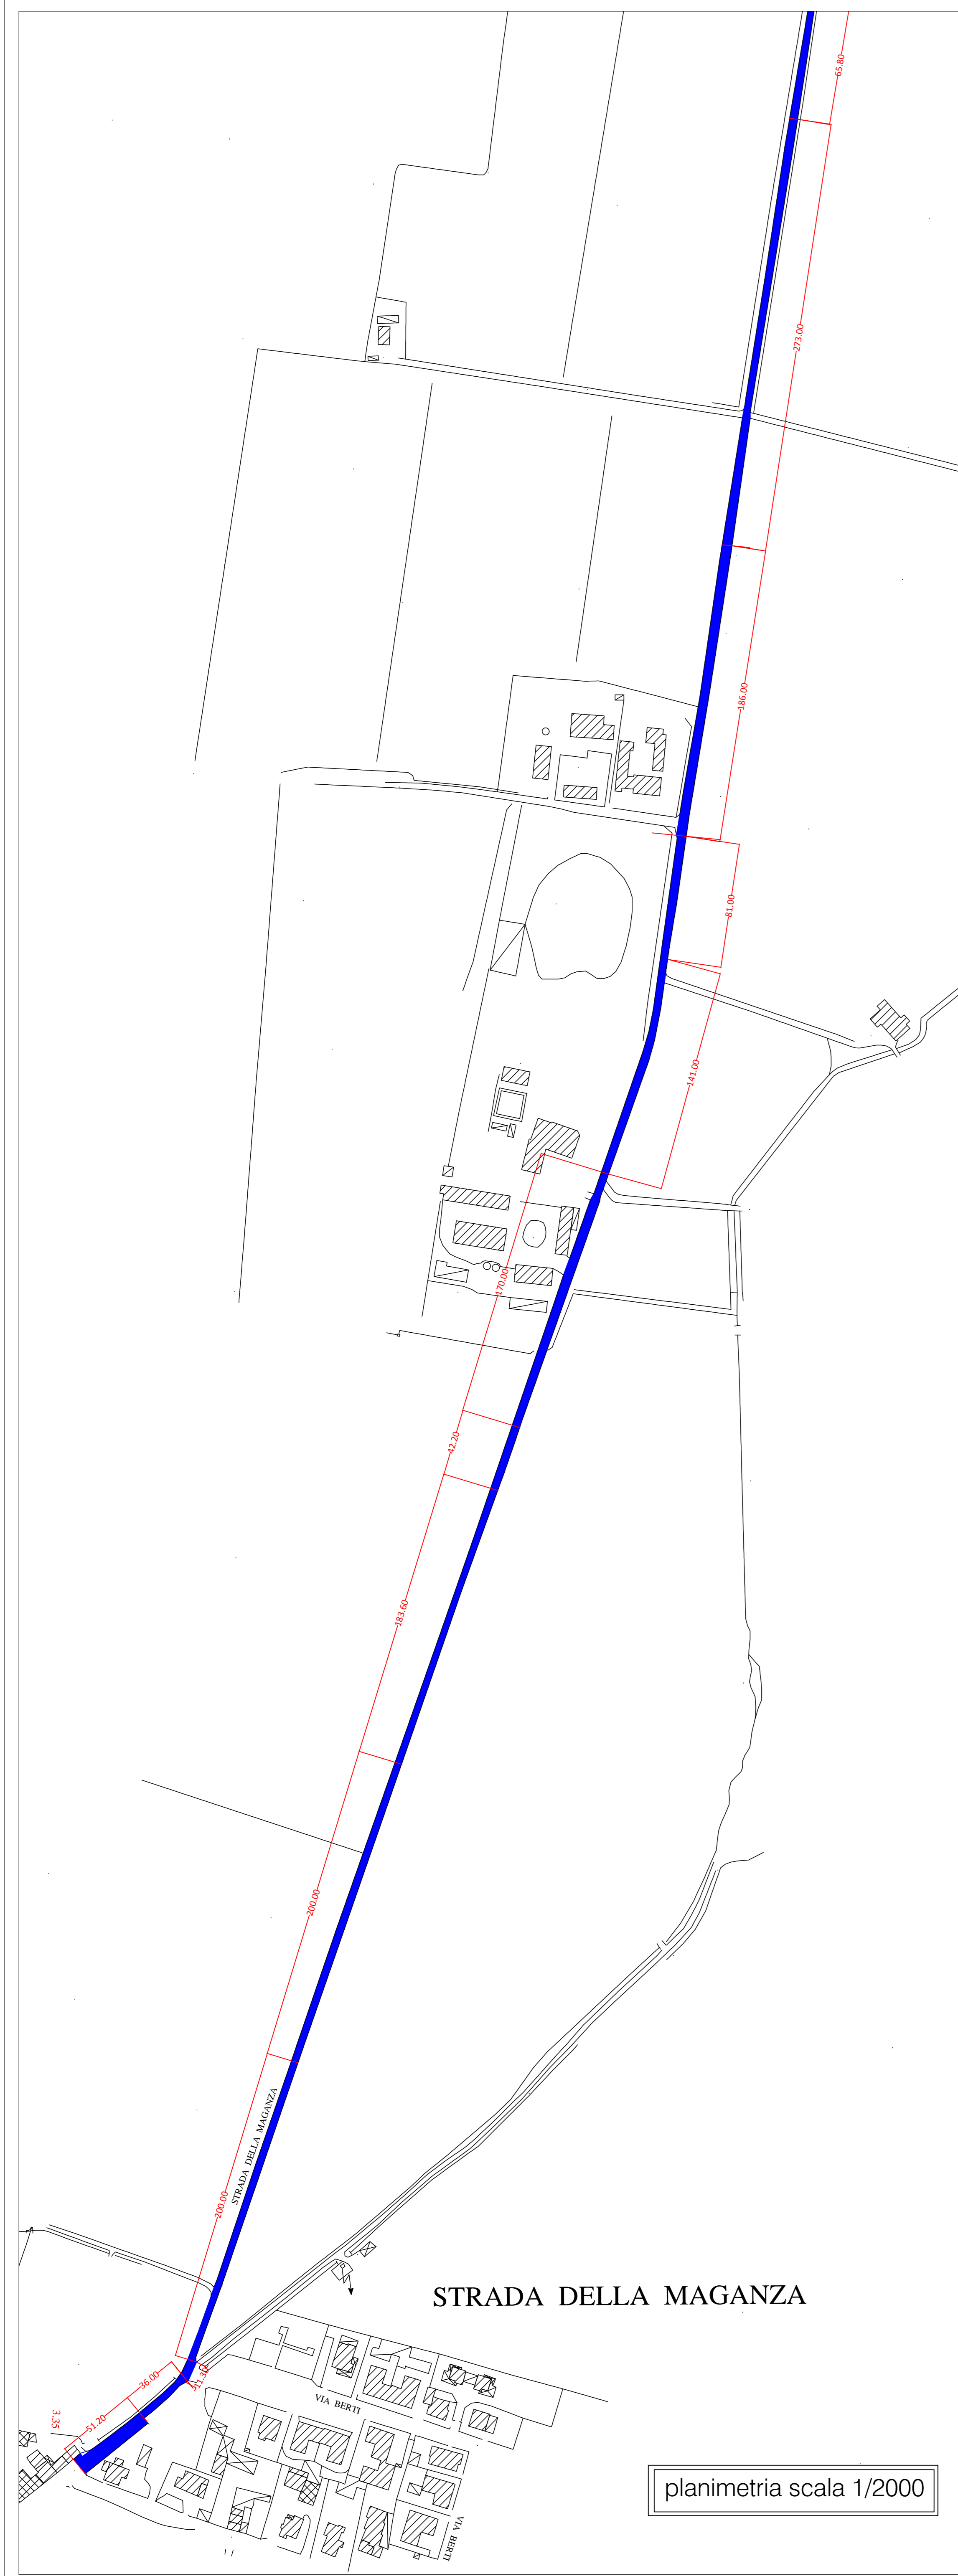 65.80
273.00
186.00
81.00
141.00
170.00
42.20
183.60
200.00
200.00
STRADA DELLA MAGANZA
STRADA DELLA MAGANZA
11.30
36.00
51.20
3.35
VIA BERTI
VIA BERTI
planimetria scala 1/2000